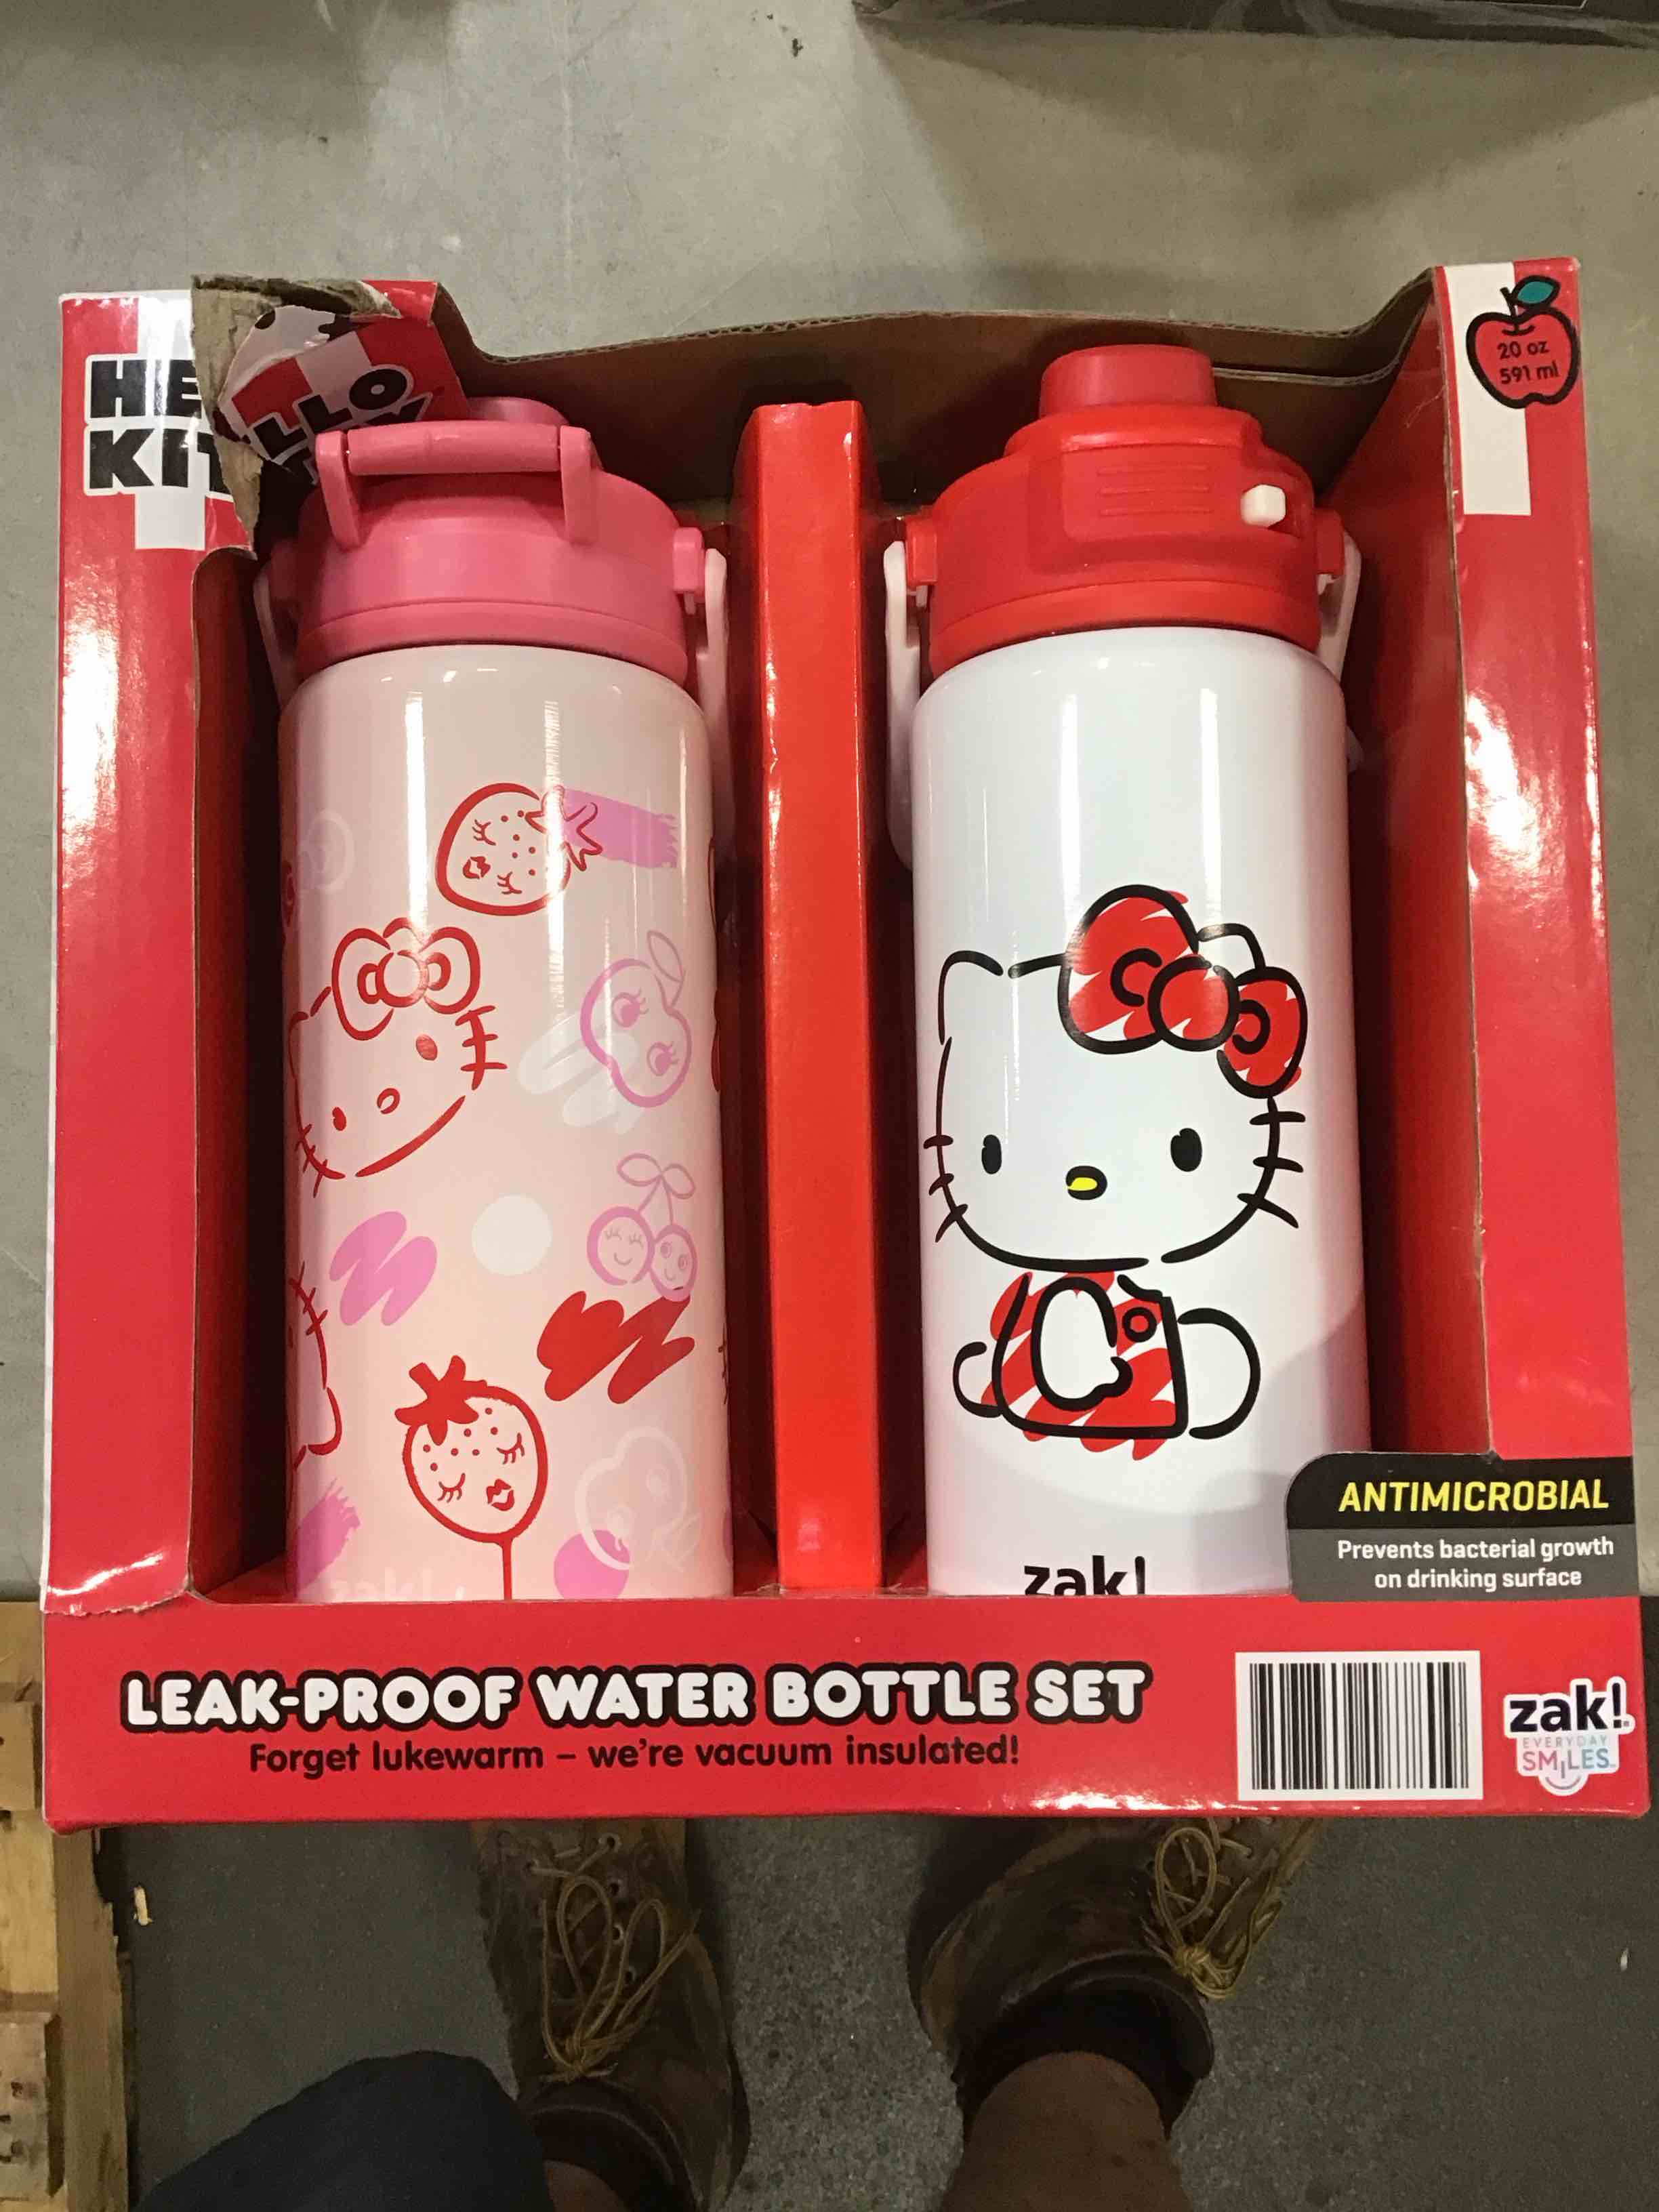 HE
LLO
KIT
20 oz
591 ml
zak!
ANTIMICROBIAL
Prevents bacterial growth
on drinking surface
LEAK-PROOF WATER BOTTLE SET
Forget lukewarm – we're vacuum insulated!
zak!
EVERYDAY
SMILES